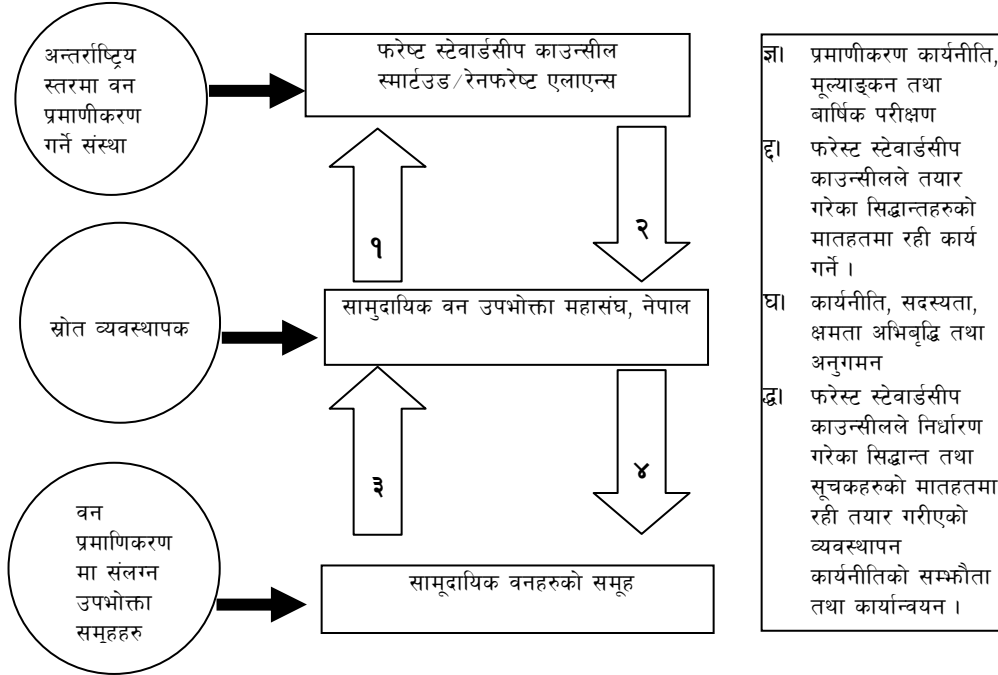 अन्तर्राष्ट्रिय
स्तरमा वन
प्रमाणीकरण
गर्ने संस्था
फरेष्ट स्टेवार्डसीप काउन्सील
स्मार्टउड/रेनफरेष्ट एलाएन्स
१
२
स्रोत व्यवस्थापक
सामुदायिक वन उपभोक्ता महासंघ, नेपाल
३
४
वन
प्रमाणिकरण
मा संलग्न
उपभोक्ता
समूहहरु
सामूदायिक वनहरुको समूह
ज्ञ। प्रमाणीकरण कार्यनीति,
मूल्याङ्कन तथा
बार्षिक परीक्षण
द्द। फरेस्ट स्टेवार्डसीप
काउन्सीलले तयार
गरेका सिद्धान्तहरुको
मातहतमा रही कार्य
गर्ने ।
घ। कार्यनीति, सदस्यता,
क्षमता अभिबृद्धि तथा
अनुगमन
द्ध। फरेस्ट स्टेवार्डसीप
काउन्सीलले निर्धारण
गरेका सिद्धान्त तथा
सूचकहरुको मातहतमा
रही तयार गरीएको
व्यवस्थापन
कार्यनीतिको सम्झौता
तथा कार्यान्वयन ।